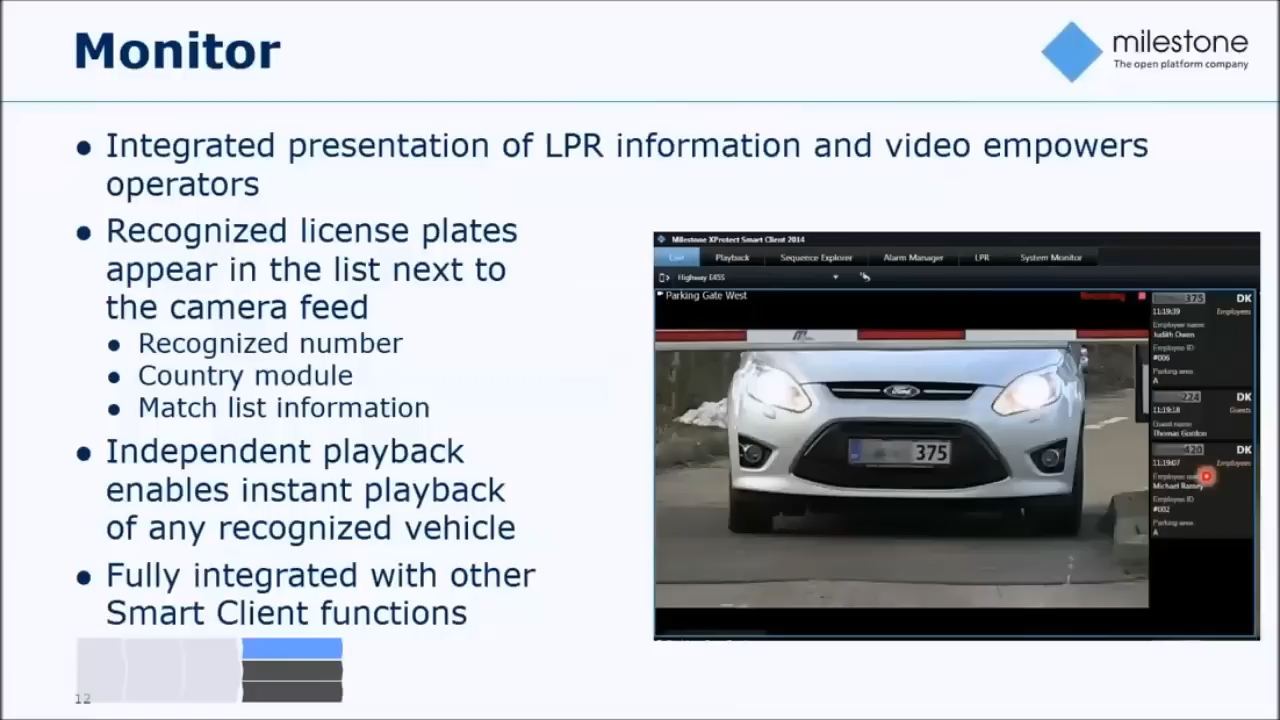 Monitor
milestone
The open platform company
Integrated presentation of LPR information and video empowers
operators
Recognized license plates
appear in the list next to
the camera feed
Recognized number
Country module
Match list information
Independent playback
enables instant playback
of any recognized vehicle
Fully integrated with other
Smart Client functions
12
Milestone XProtect Smart Client 2014
Live Playback Sequence Explorer Alarm Manager LPR System Monitor
Highway E45S
Parking Gate West
Recording
Ford
375
375 DK
11:19:39 Employees
Employee name
Judith Owen
Employee ID
#006
Parking area
A
224 DK
11:19:18 Guests
Guest name
Thomas Gordon
420 DK
11:19:07 Employees
Employee
Michael
Employee ID
#002
Parking area
A